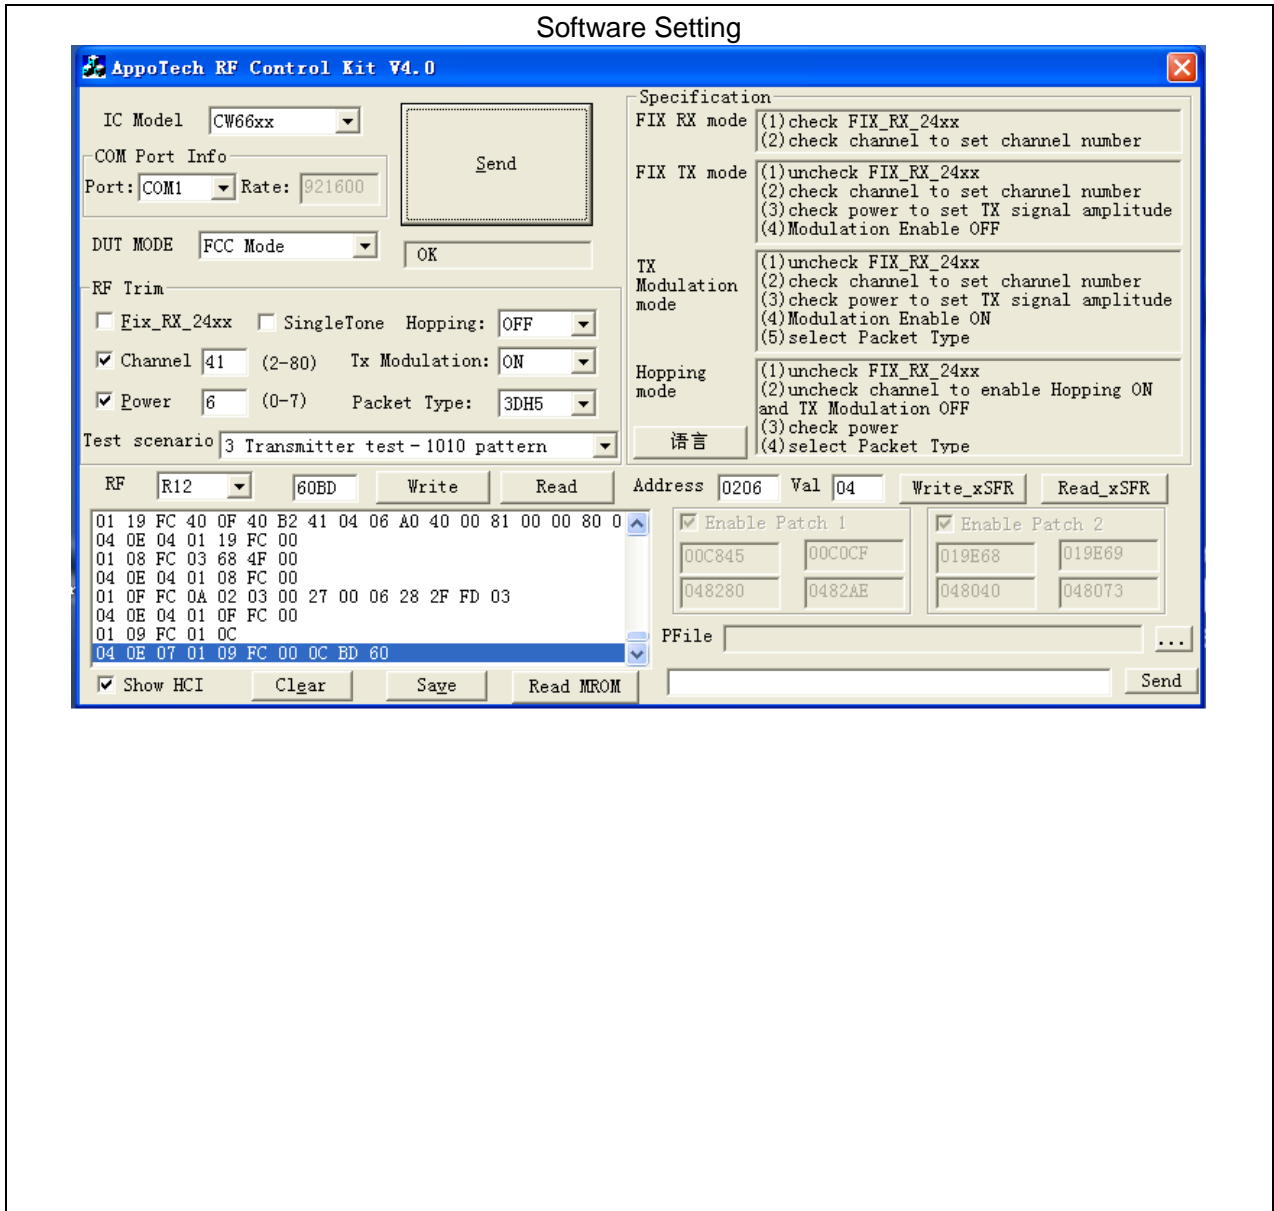 Software Setting
AppoTech RF Control Kit V4.0
IC Model CW66xx
COM Port Info
Port: COM1 Rate: 921600
Send
DUT MODE FCC Mode
OK
RF Trim
Fix_RX_24xx SingleTone Hopping: OFF
Channel 41 (2-80) Tx Modulation: ON
Power 6 (0-7) Packet Type: 3DH5
Test scenario 3 Transmitter test - 1010 pattern
Specification
FIX RX mode (1)check FIX_RX_24xx
(2)check channel to set channel number
FIX TX mode (1)uncheck FIX_RX_24xx
(2)check channel to set channel number
(3)check power to set TX signal amplitude
(4)Modulation Enable OFF
TX Modulation mode
(1)uncheck FIX_RX_24xx
(2)check channel to set channel number
(3)check power to set TX signal amplitude
(4)Modulation Enable ON
(5)select Packet Type
Hopping mode
(1)uncheck FIX_RX_24xx
(2)uncheck channel to enable Hopping ON
and TX Modulation OFF
(3)check power
(4)select Packet Type
语言
RF R12 60BD Write Read
Address 0206 Val 04 Write_xSFR Read_xSFR
01 19 FC 40 0F 40 B2 41 04 06 A0 40 00 81 00 00 80 0
04 0E 04 01 19 FC 00
01 08 FC 03 68 4F 00
04 0E 04 01 08 FC 00
01 0F FC 0A 02 03 00 27 00 06 28 2F FD 03
04 0E 04 01 0F FC 00
01 09 FC 01 0C
04 0E 07 01 09 FC 00 0C BD 60
Enable Patch 1
00C845 00C0CF
048280 0482AE
Enable Patch 2
019E68 019E69
048040 048073
PFile ...
Show HCI Clear Save Read MROM
Send